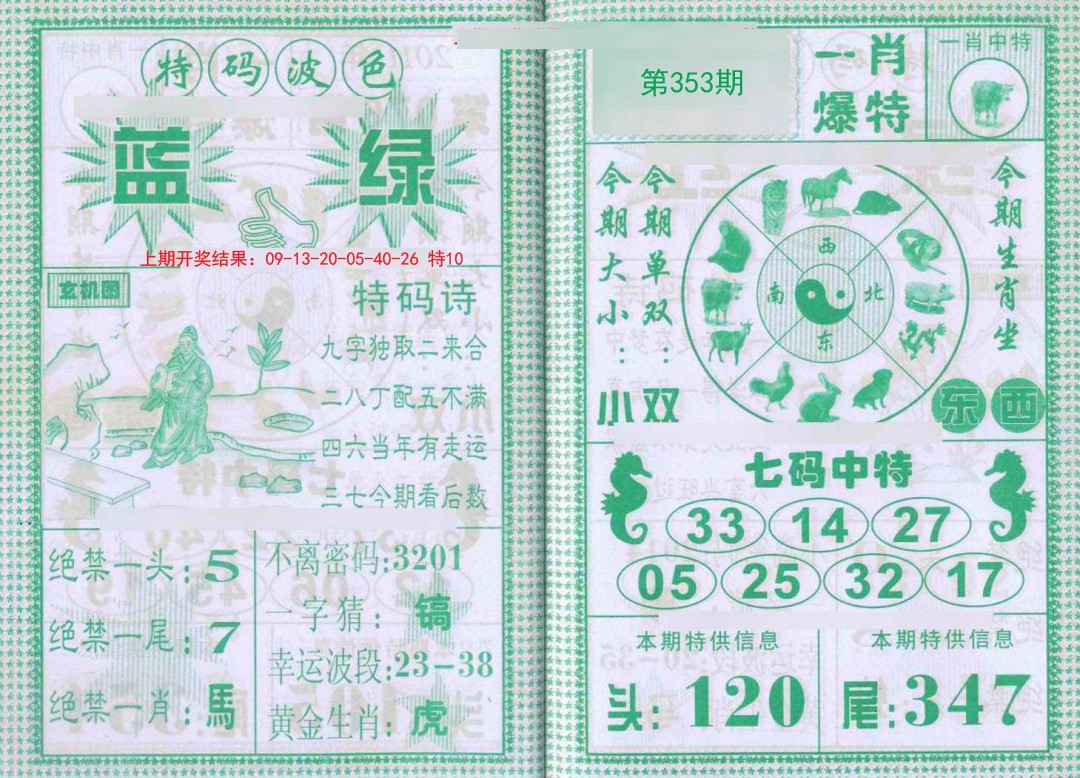 特码波色
蓝 绿
上期开奖结果：09-13-20-05-40-26 特10
玄机图
特码诗
九字独取二来合
二八丁配五不满
四六当年有走运
三七今期看后数
绝禁一头：5
绝禁一尾：7
绝禁一肖：馬
不离密码：3201
一字猜：镐
幸运波段：23-38
黄金生肖：虎
第353期
一肖
爆特
一肖中特
今期大小：小
今期单双：双
西
南 北
东
今期生肖坐
东西
七码中特
33 14 27
05 25 32 17
本期特供信息
头：120
本期特供信息
尾：347